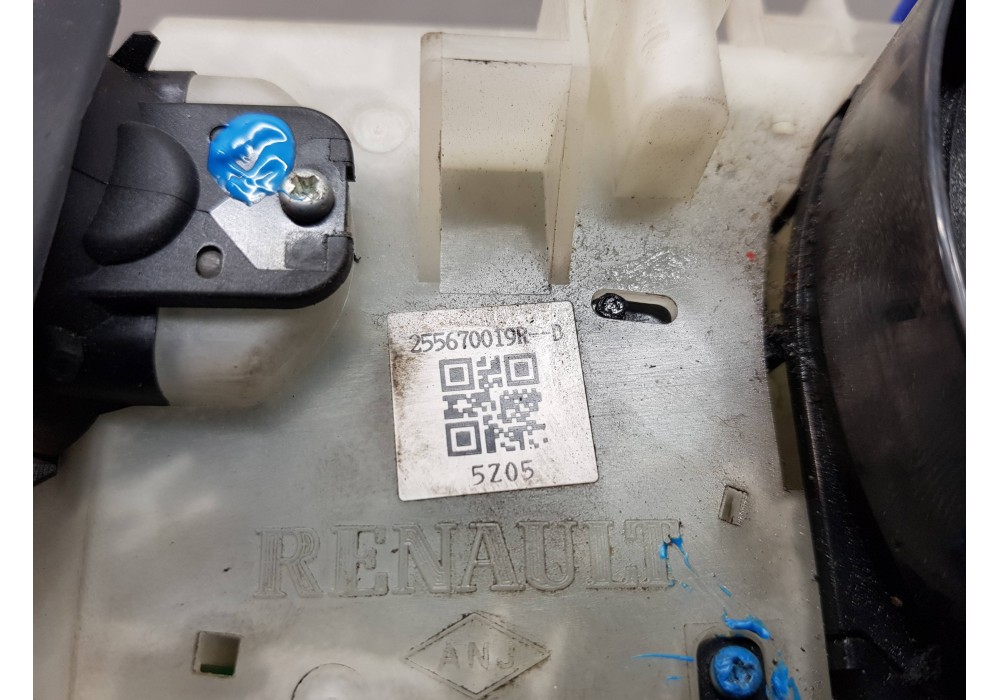 255670019R--D
5Z05
RENAULT
ANJ